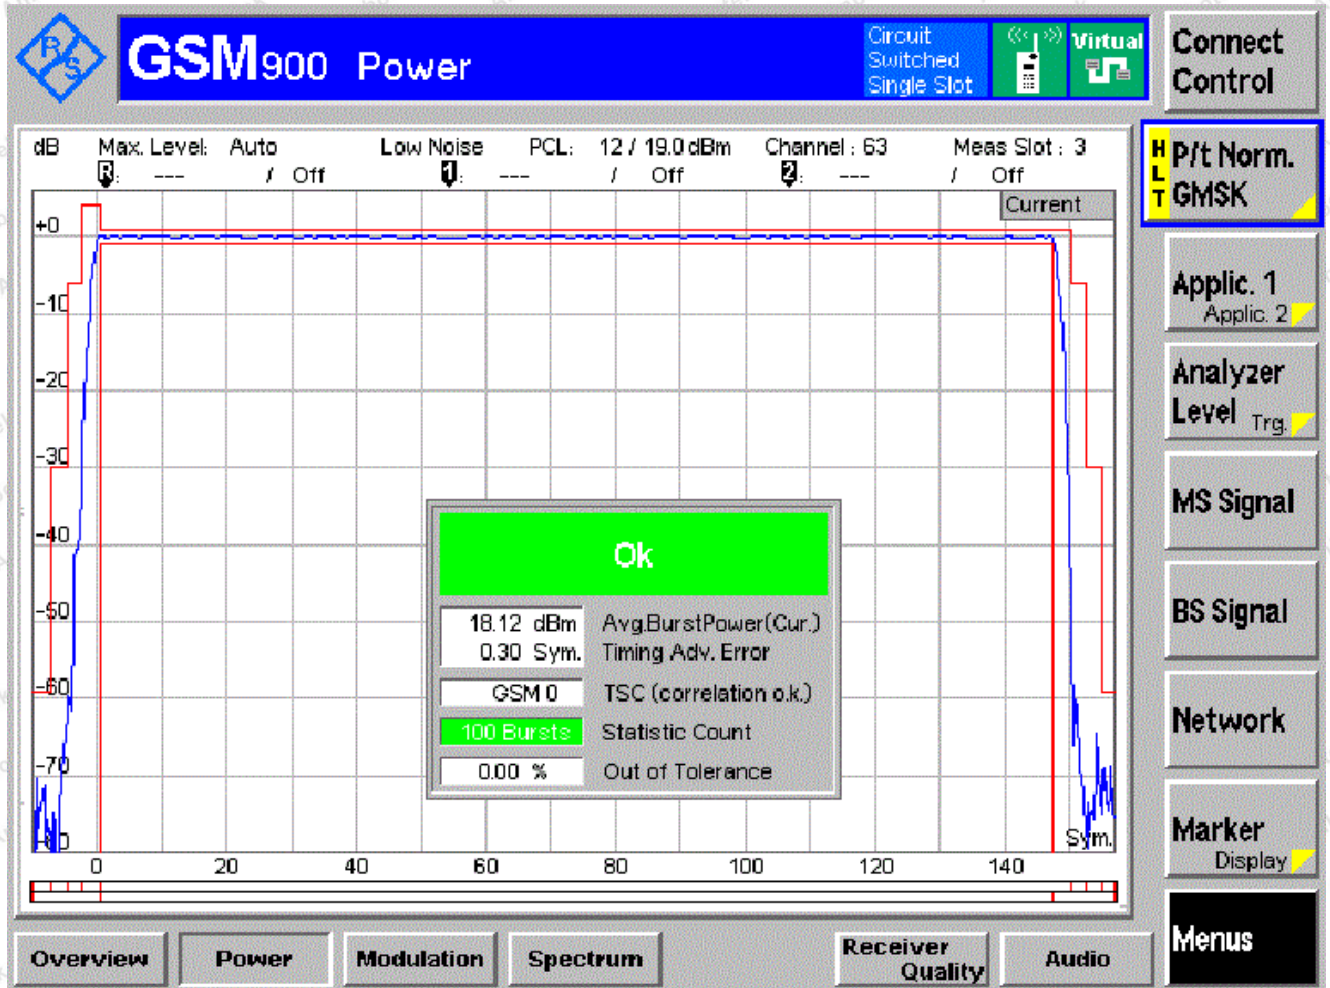 R S
GSM900 Power
Circuit
Switched
Single Slot
Virtual
Connect
Control
dB Max. Level: Auto Low Noise PCL: 12 / 19.0 dBm Channel : 63 Meas Slot : 3
R: --- / Off 1: --- / Off 2: --- / Off
Current
+0
-10
-20
-30
-40
-50
-60
-70
-80
Sym.
0 20 40 60 80 100 120 140
Ok
18.12 dBm Avg.BurstPower(Cur.)
0.30 Sym. Timing Adv. Error
GSM 0 TSC (correlation o.k.)
100 Bursts Statistic Count
0.00 % Out of Tolerance
HLT
P/t Norm.
GMSK
Applic. 1
Applic. 2
Analyzer
Level Trg.
MS Signal
BS Signal
Network
Marker
Display
Menus
Overview Power Modulation Spectrum Receiver Quality Audio